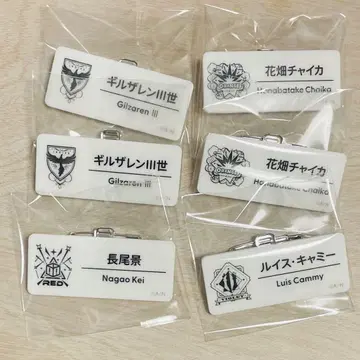 ギルザレンIII世
Gilzaren III
花畑チャイカ
Hanabatake Chaika
ギルザレンIII世
Gilzaren III
花畑チャイカ
Hanabatake Chaika
RED
長尾景
Nagao Kei
ルイス・キャミー
Luis Cammy